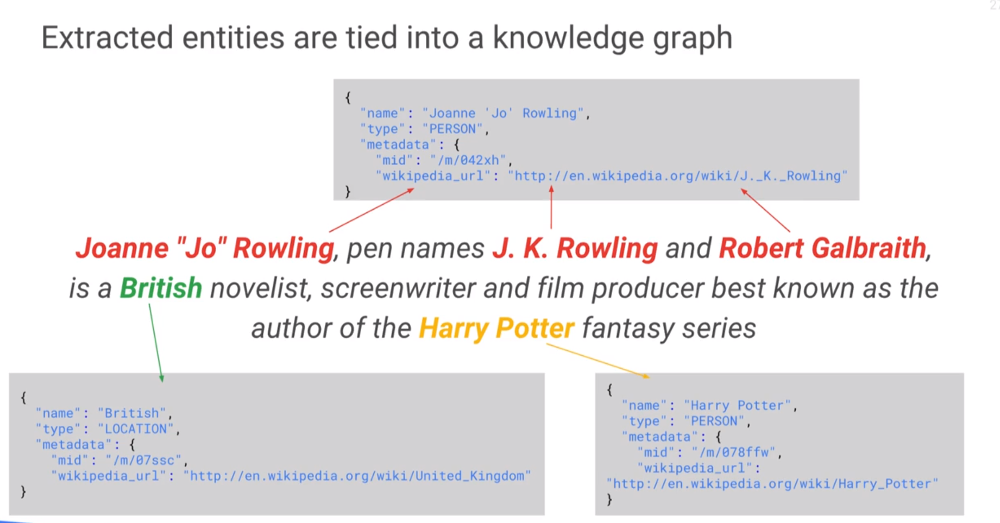 27
Extracted entities are tied into a knowledge graph
{
"name": "Joanne 'Jo' Rowling",
"type": "PERSON",
"metadata": {
"mid": "/m/042xh",
"wikipedia_url": "http://en.wikipedia.org/wiki/J._K._Rowling"
}
Joanne "Jo" Rowling, pen names J. K. Rowling and Robert Galbraith,
is a British novelist, screenwriter and film producer best known as the
author of the Harry Potter fantasy series
{
"name": "British",
"type": "LOCATION",
"metadata": {
"mid": "/m/07ssc",
"wikipedia_url": "http://en.wikipedia.org/wiki/United_Kingdom"
}
{
"name": "Harry Potter",
"type": "PERSON",
"metadata": {
"mid": "/m/078ffw",
"wikipedia_url":
"http://en.wikipedia.org/wiki/Harry_Potter"
}